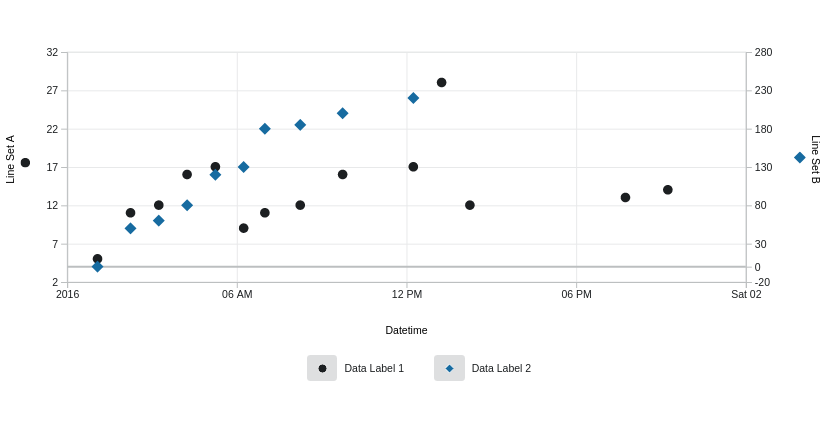 32
27
22
17
12
7
2
Line Set A
280
230
180
130
80
30
0
-20
Line Set B
2016
06 AM
12 PM
06 PM
Sat 02
Datetime
Data Label 1
Data Label 2